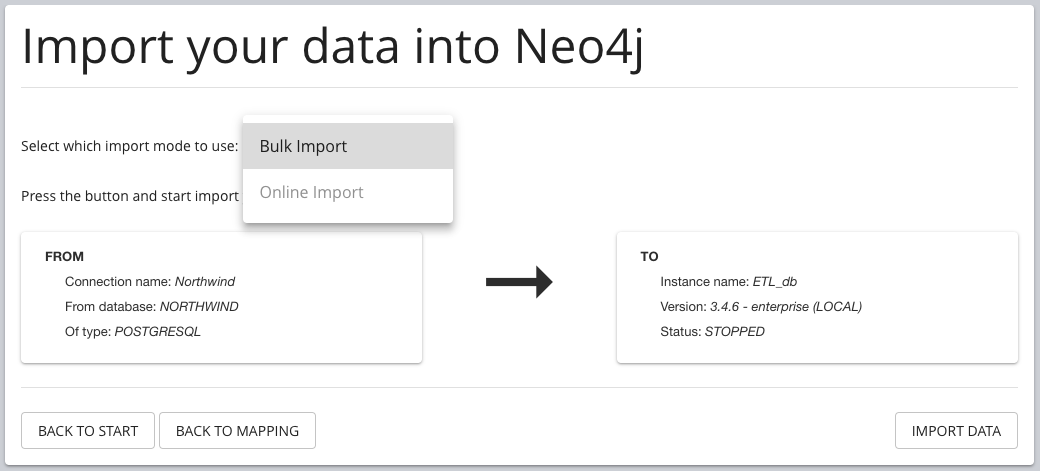 Import your data into Neo4j
Select which import mode to use:
Bulk Import
Online Import
Press the button and start import
FROM
Connection name: Northwind
From database: NORTHWIND
Of type: POSTGRESQL
TO
Instance name: ETL_db
Version: 3.4.6 - enterprise (LOCAL)
Status: STOPPED
BACK TO START
BACK TO MAPPING
IMPORT DATA